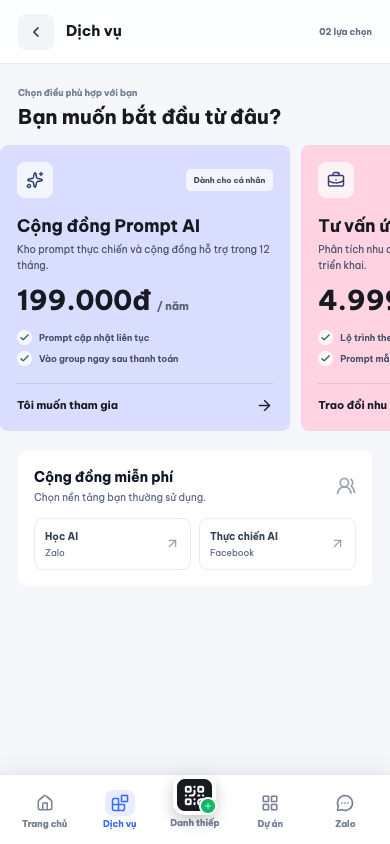 Dịch vụ
02 lựa chọn
Chọn điều phù hợp với bạn
Bạn muốn bắt đầu từ đâu?
Dành cho cá nhân
Cộng đồng Prompt AI
Kho prompt thực chiến và cộng đồng hỗ trợ trong 12
tháng.
199.000đ / năm
Prompt cập nhật liên tục
Vào group ngay sau thanh toán
Tôi muốn tham gia
Tư vấn
Phân tích nhu
triển khai.
4.999
Lộ trình
Prompt
Trao đổi nhu
Cộng đồng miễn phí
Chọn nền tảng bạn thường sử dụng.
Học AI
Zalo
Thực chiến AI
Facebook
Trang chủ
Dịch vụ
Danh thiếp
Dự án
Zalo